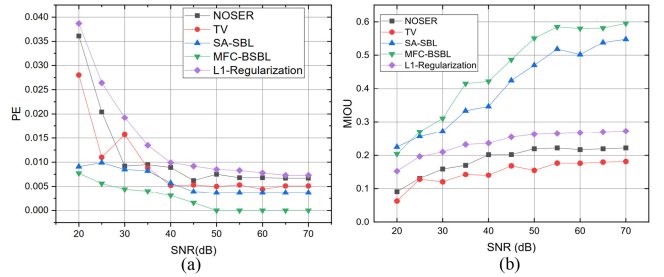 0.040
0.035
0.030
0.025
0.020
0.015
0.010
0.005
0.000
PE
NOSER
TV
SA-SBL
MFC-BSBL
L1-Regularization
20 30 40 50 60 70
SNR(dB)
(a)
0.6
0.5
0.4
0.3
0.2
0.1
0.0
MIOU
NOSER
TV
SA-SBL
MFC-BSBL
L1-Regularization
20 30 40 50 60 70
SNR (dB)
(b)